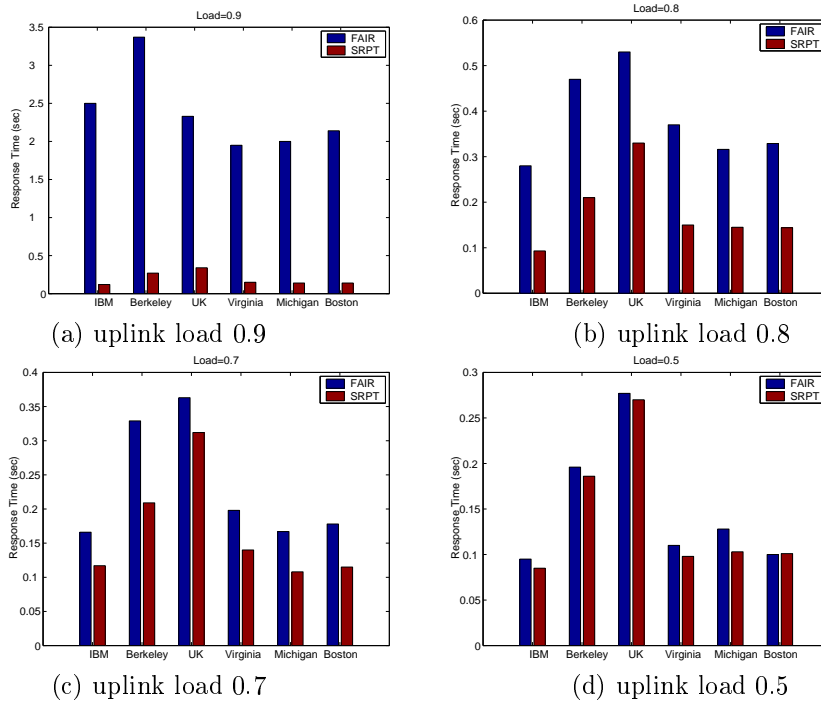 Load=0.9
3.5
3
2.5
2
1.5
1
0.5
0
Response Time (sec)
FAIR
SRPT
IBM Berkeley UK Virginia Michigan Boston
(a) uplink load 0.9
Load=0.8
0.6
0.5
0.4
0.3
0.2
0.1
0
Response Time (sec)
FAIR
SRPT
IBM Berkeley UK Virginia Michigan Boston
(b) uplink load 0.8
Load=0.7
0.4
0.35
0.3
0.25
0.2
0.15
0.1
0.05
0
Response Time (sec)
FAIR
SRPT
IBM Berkeley UK Virginia Michigan Boston
(c) uplink load 0.7
Load=0.5
0.3
0.25
0.2
0.15
0.1
0.05
0
Response Time (sec)
FAIR
SRPT
IBM Berkeley UK Virginia Michigan Boston
(d) uplink load 0.5